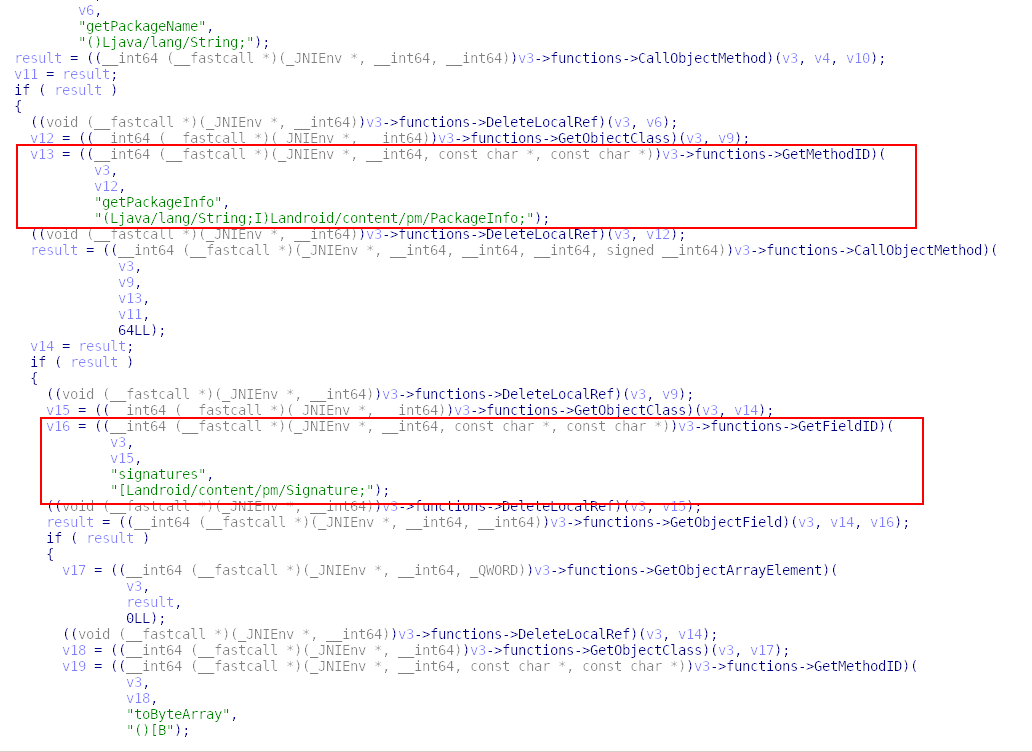 v6,
"getPackageName",
"()Ljava/lang/String;");
result = ((__int64 (__fastcall *)(_JNIEnv *, __int64, __int64))v3->functions->CallObjectMethod)(v3, v4, v10);
v11 = result;
if ( result )
{
((void (__fastcall *)(_JNIEnv *, __int64))v3->functions->DeleteLocalRef)(v3, v6);
v12 = ((__int64 (__fastcall *)(_JNIEnv *, __int64))v3->functions->GetObjectClass)(v3, v9);
v13 = ((__int64 (__fastcall *)(_JNIEnv *, __int64, const char *, const char *))v3->functions->GetMethodID)(
v3,
v12,
"getPackageInfo",
"(Ljava/lang/String;I)Landroid/content/pm/PackageInfo;");
((void (__fastcall *)(_JNIEnv *, __int64))v3->functions->DeleteLocalRef)(v3, v12);
result = ((__int64 (__fastcall *)(_JNIEnv *, __int64, __int64, __int64, signed __int64))v3->functions->CallObjectMethod)(
v3,
v9,
v13,
v11,
64LL);
v14 = result;
if ( result )
{
((void (__fastcall *)(_JNIEnv *, __int64))v3->functions->DeleteLocalRef)(v3, v9);
v15 = ((__int64 (__fastcall *)(_JNIEnv *, __int64))v3->functions->GetObjectClass)(v3, v14);
v16 = ((__int64 (__fastcall *)(_JNIEnv *, __int64, const char *, const char *))v3->functions->GetFieldID)(
v3,
v15,
"signatures",
"[Landroid/content/pm/Signature;");
((void (__fastcall *)(_JNIEnv *, __int64))v3->functions->DeleteLocalRef)(v3, v15);
result = ((__int64 (__fastcall *)(_JNIEnv *, __int64, __int64))v3->functions->GetObjectField)(v3, v14, v16);
if ( result )
{
v17 = ((__int64 (__fastcall *)(_JNIEnv *, __int64, _QWORD))v3->functions->GetObjectArrayElement)(
v3,
result,
0LL);
((void (__fastcall *)(_JNIEnv *, __int64))v3->functions->DeleteLocalRef)(v3, v14);
v18 = ((__int64 (__fastcall *)(_JNIEnv *, __int64))v3->functions->GetObjectClass)(v3, v17);
v19 = ((__int64 (__fastcall *)(_JNIEnv *, __int64, const char *, const char *))v3->functions->GetMethodID)(
v3,
v18,
"toByteArray",
"()[B");